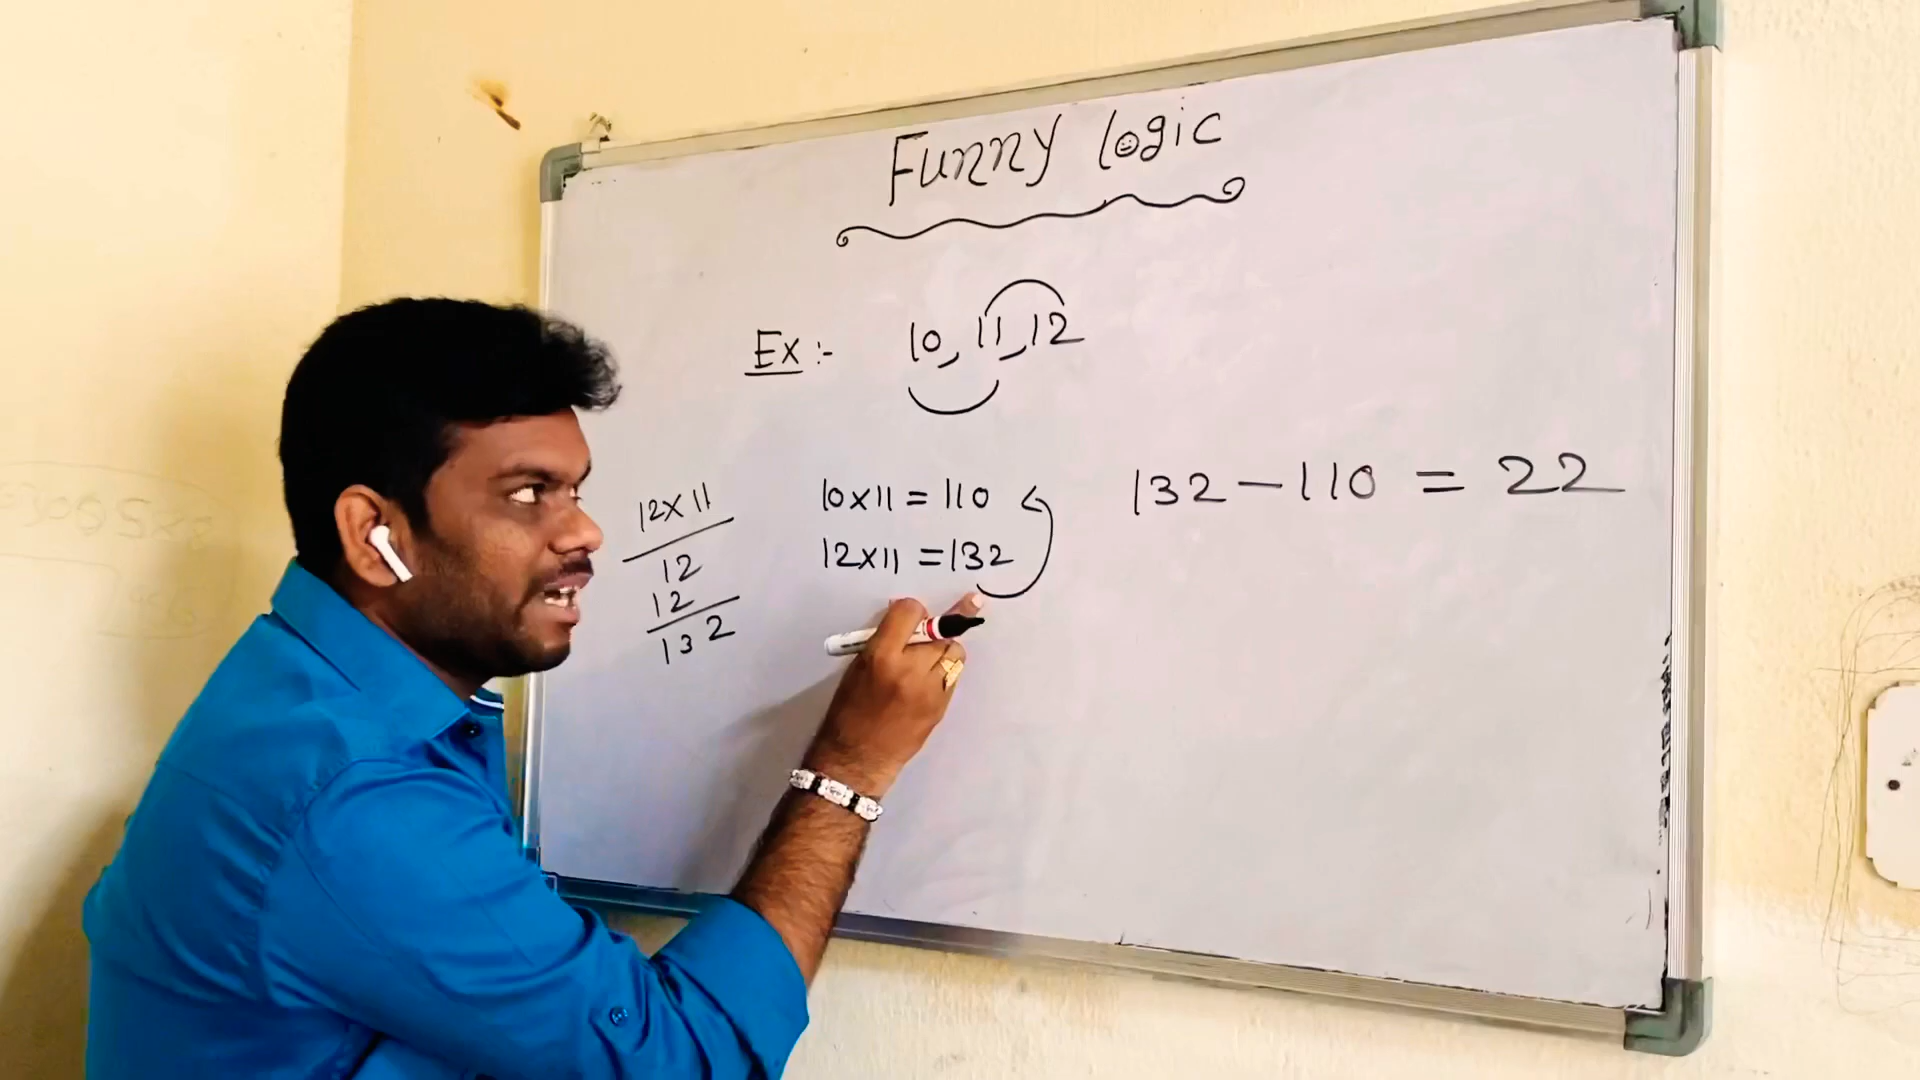 Funny logic
Ex :- 10, 11, 12
12x11
12
12
132
10x11 = 110
12x11 = 132
132 - 110 = 22